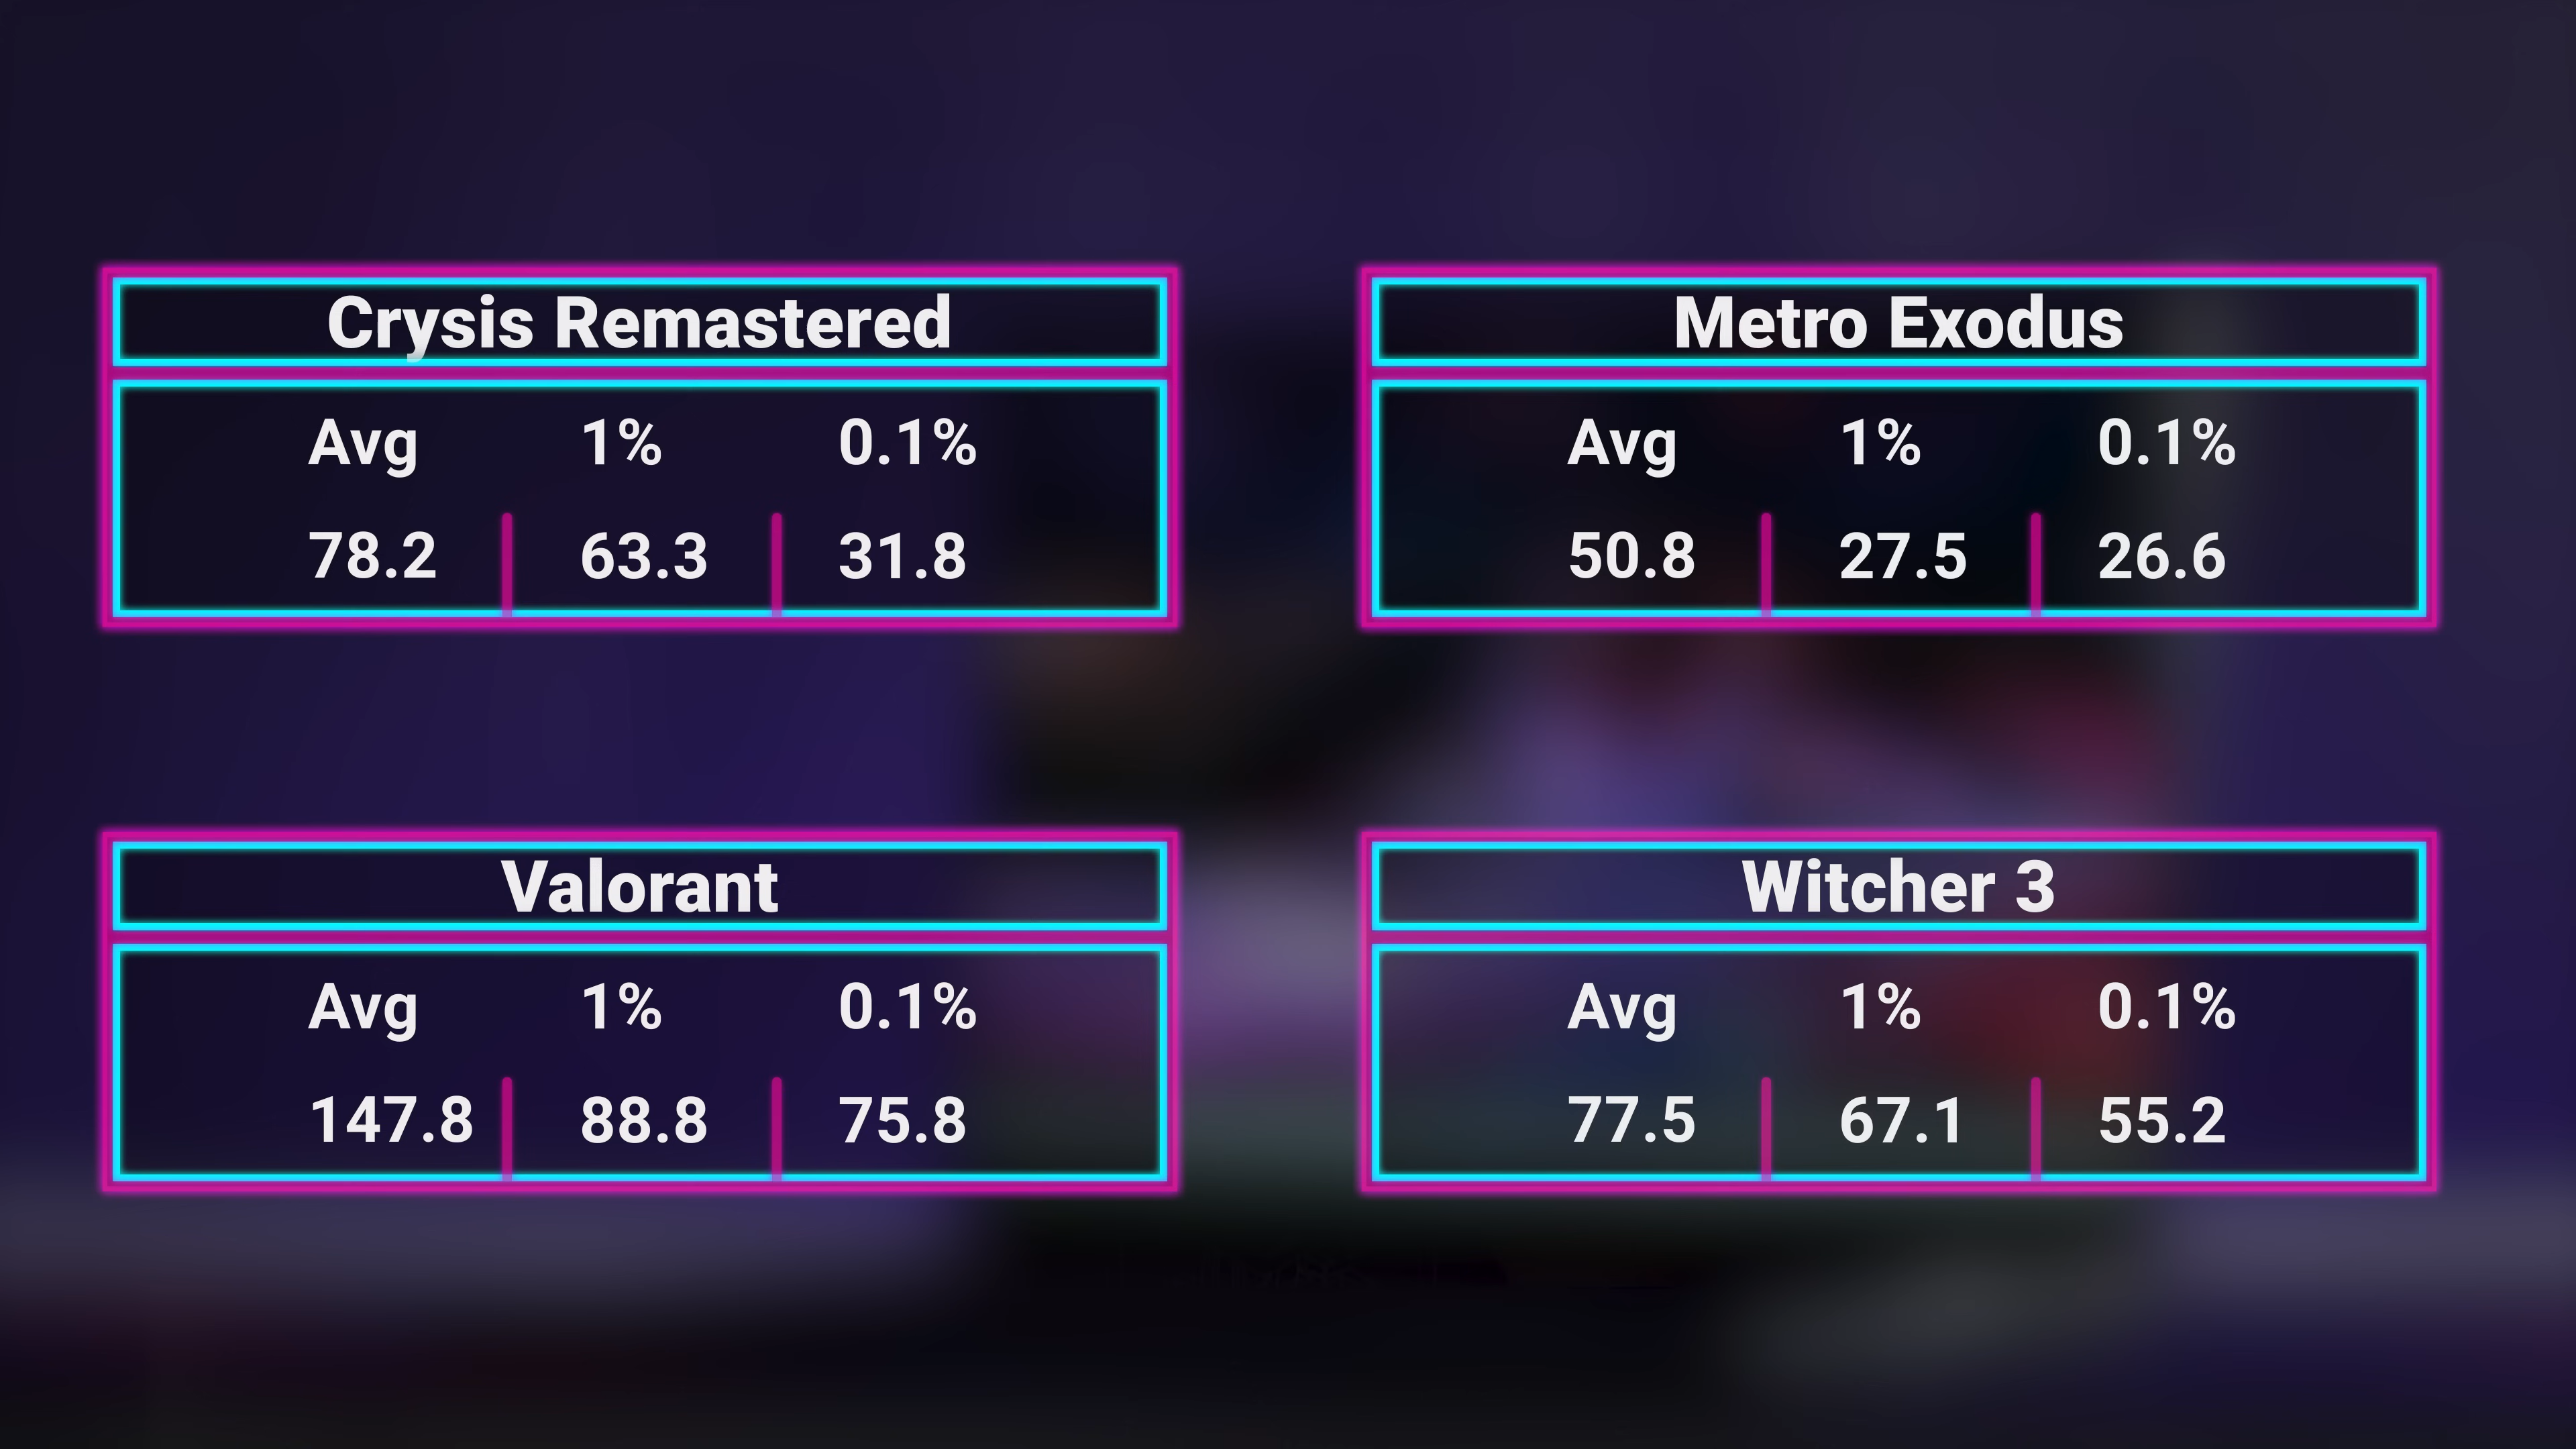 Crysis Remastered
Avg 1% 0.1%
78.2 63.3 31.8
Metro Exodus
Avg 1% 0.1%
50.8 27.5 26.6
Valorant
Avg 1% 0.1%
147.8 88.8 75.8
Witcher 3
Avg 1% 0.1%
77.5 67.1 55.2